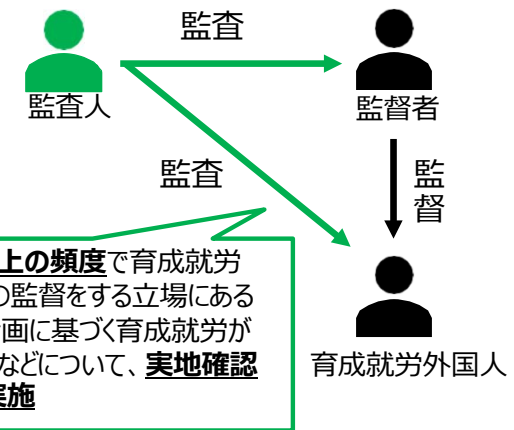 監査
監査人
監督者
監査
監督
上の頻度で育成就労
の監督をする立場にある
画に基づく育成就労が
などについて、実地確認
実施
育成就労外国人